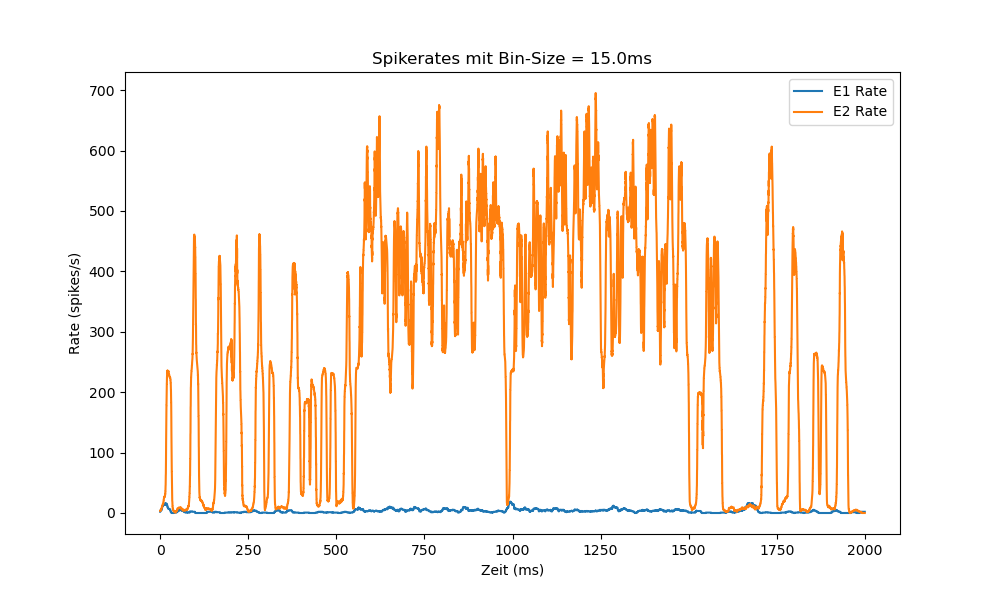 Spikerates mit Bin-Size = 15.0ms
E1 Rate
E2 Rate
Rate (spikes/s)
700
600
500
400
300
200
100
0
0 250 500 750 1000 1250 1500 1750 2000
Zeit (ms)